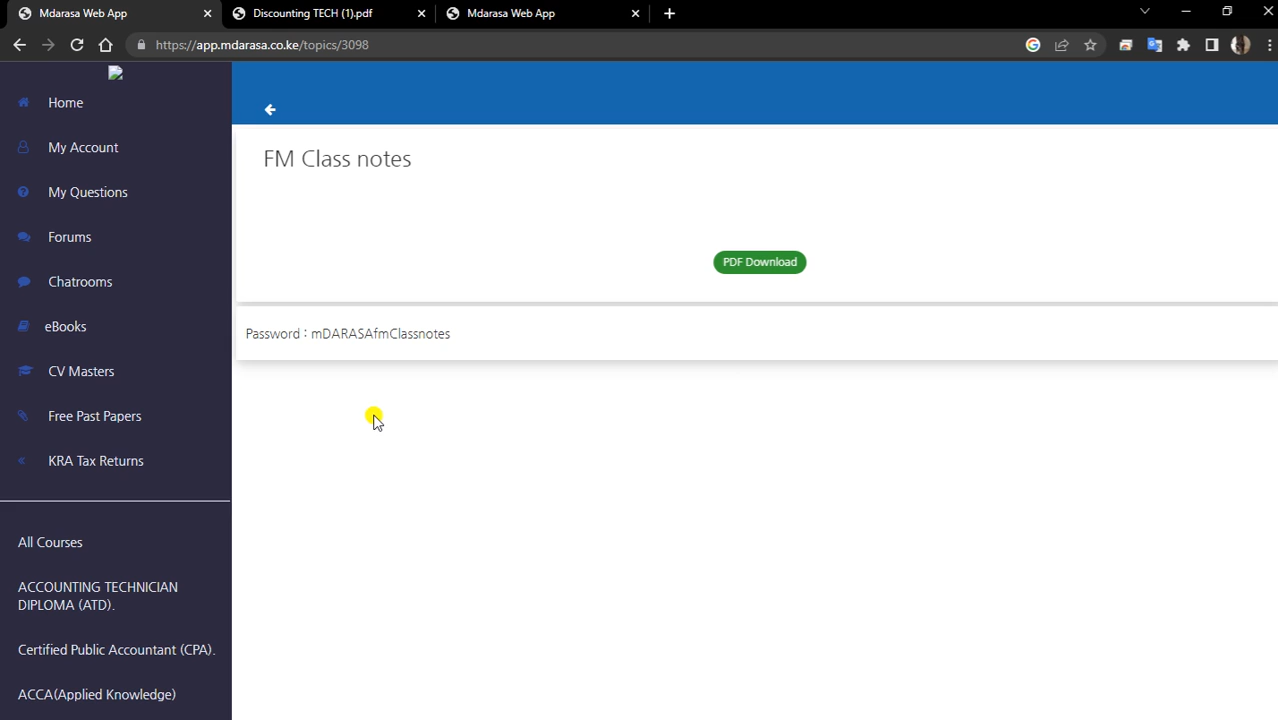 Mdarasa Web App
Discounting TECH (1).pdf
Mdarasa Web App
https://app.mdarasa.co.ke/topics/3098
Home
My Account
My Questions
Forums
Chatrooms
eBooks
CV Masters
Free Past Papers
KRA Tax Returns
All Courses
ACCOUNTING TECHNICIAN
DIPLOMA (ATD).
Certified Public Accountant (CPA).
ACCA(Applied Knowledge)
FM Class notes
PDF Download
Password : mDARASAfmClassnotes